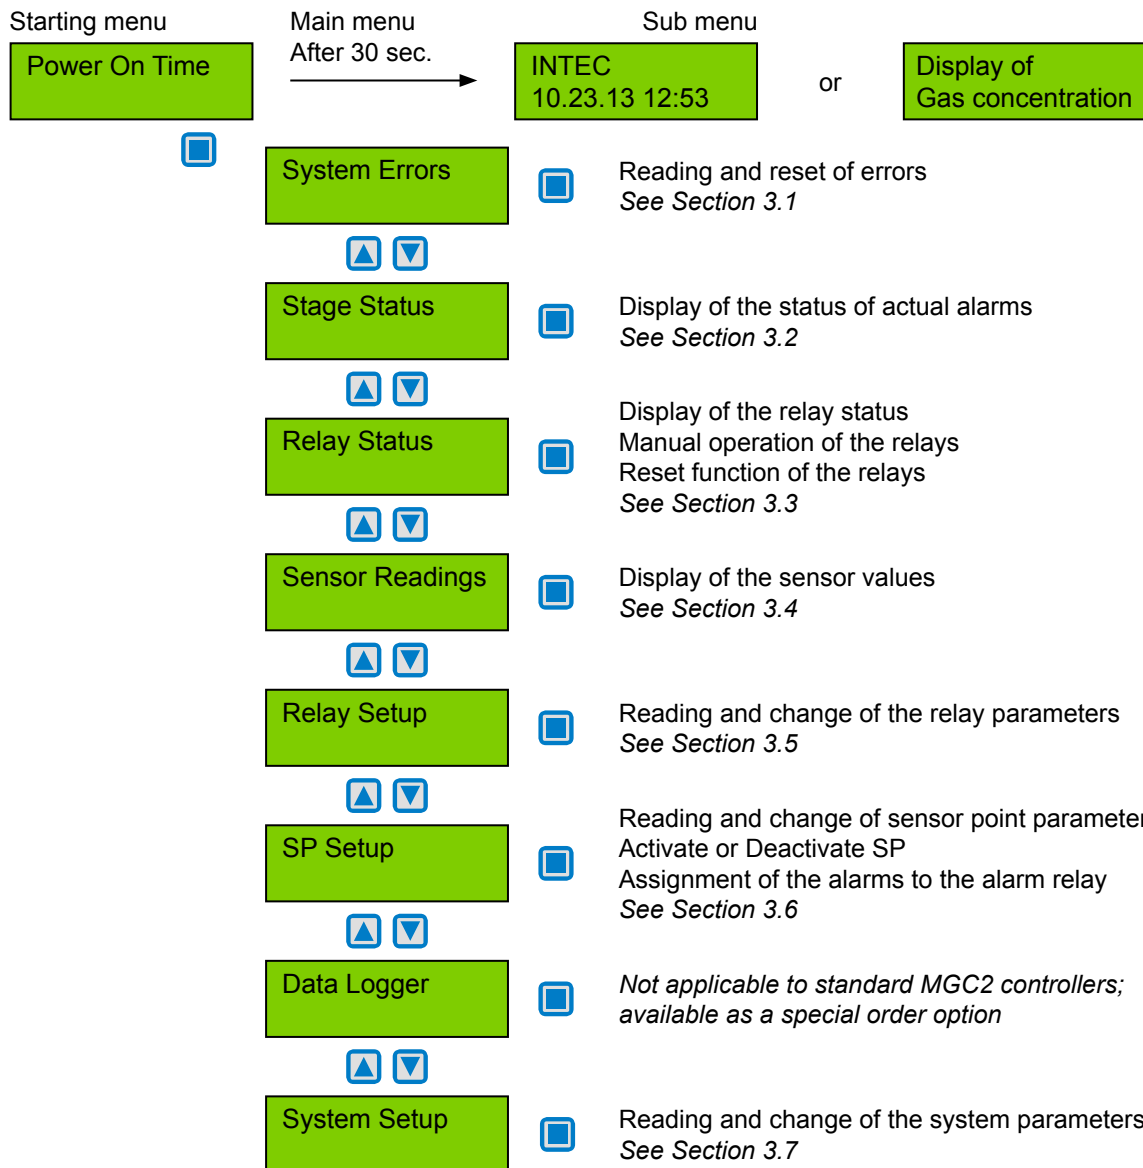 Starting menu
Main menu
Sub menu
After 30 sec.
Power On Time
INTEC
10.23.13 12:53
or
Display of
Gas concentration
System Errors
Reading and reset of errors
See Section 3.1
Stage Status
Display of the status of actual alarms
See Section 3.2
Relay Status
Display of the relay status
Manual operation of the relays
Reset function of the relays
See Section 3.3
Sensor Readings
Display of the sensor values
See Section 3.4
Relay Setup
Reading and change of the relay parameters
See Section 3.5
SP Setup
Reading and change of sensor point parameter
Activate or Deactivate SP
Assignment of the alarms to the alarm relay
See Section 3.6
Data Logger
Not applicable to standard MGC2 controllers;
available as a special order option
System Setup
Reading and change of the system parameters
See Section 3.7